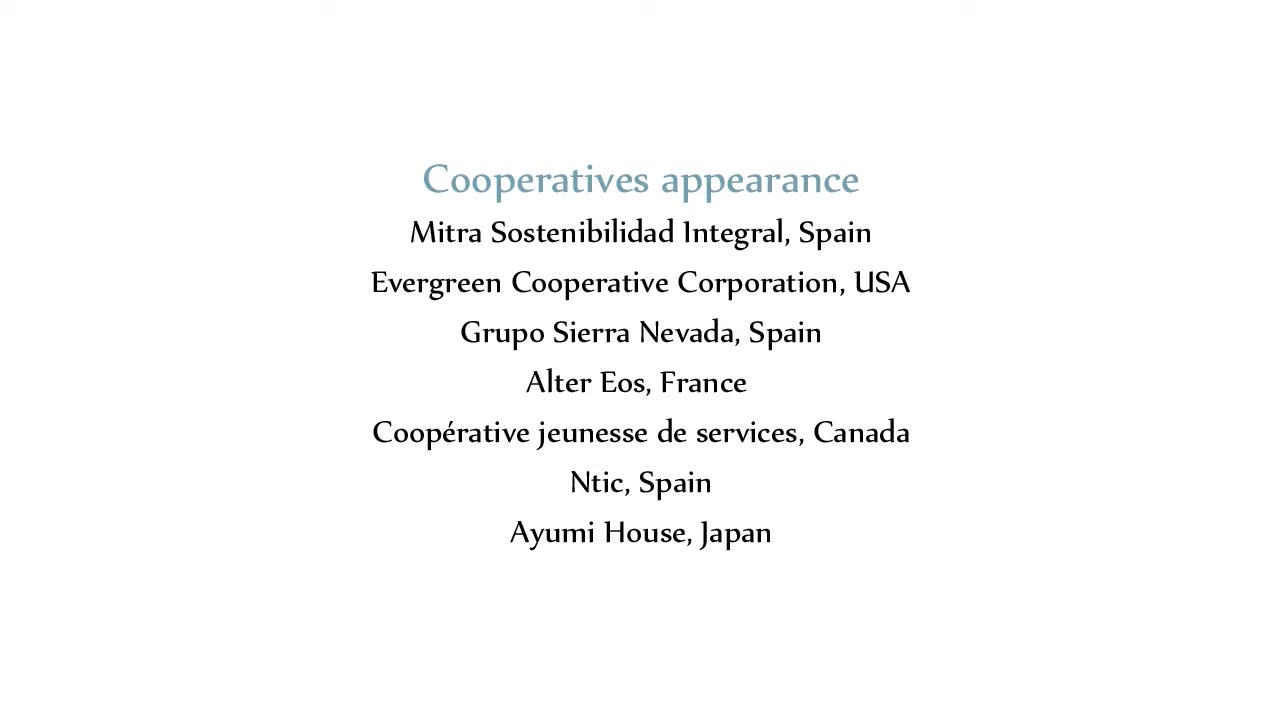 Cooperatives appearance
Mitra Sostenibilidad Integral, Spain
Evergreen Cooperative Corporation, USA
Grupo Sierra Nevada, Spain
Alter Eos, France
Coopérative jeunesse de services, Canada
Ntic, Spain
Ayumi House, Japan